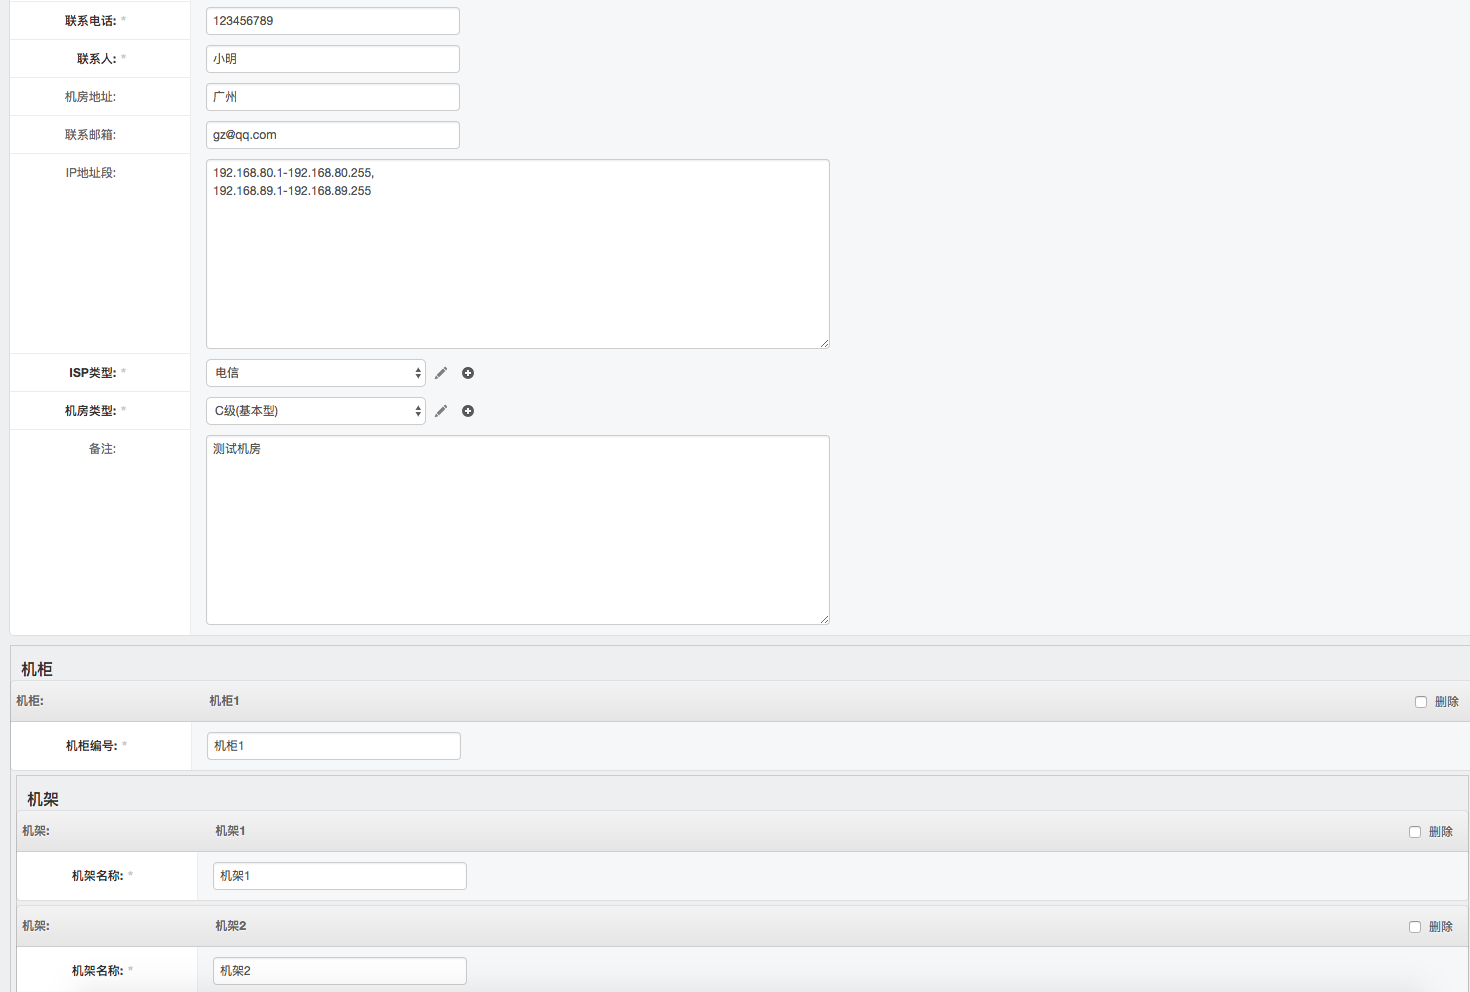 联系电话: * 123456789
联系人: * 小明
机房地址: 广州
联系邮箱: gz@qq.com
IP地址段: 192.168.80.1-192.168.80.255,
192.168.89.1-192.168.89.255
ISP类型: * 电信
机房类型: * C级(基本型)
备注: 测试机房
机柜
机柜: 机柜1 删除
机柜编号: * 机柜1
机架
机架: 机架1 删除
机架名称: * 机架1
机架: 机架2 删除
机架名称: * 机架2